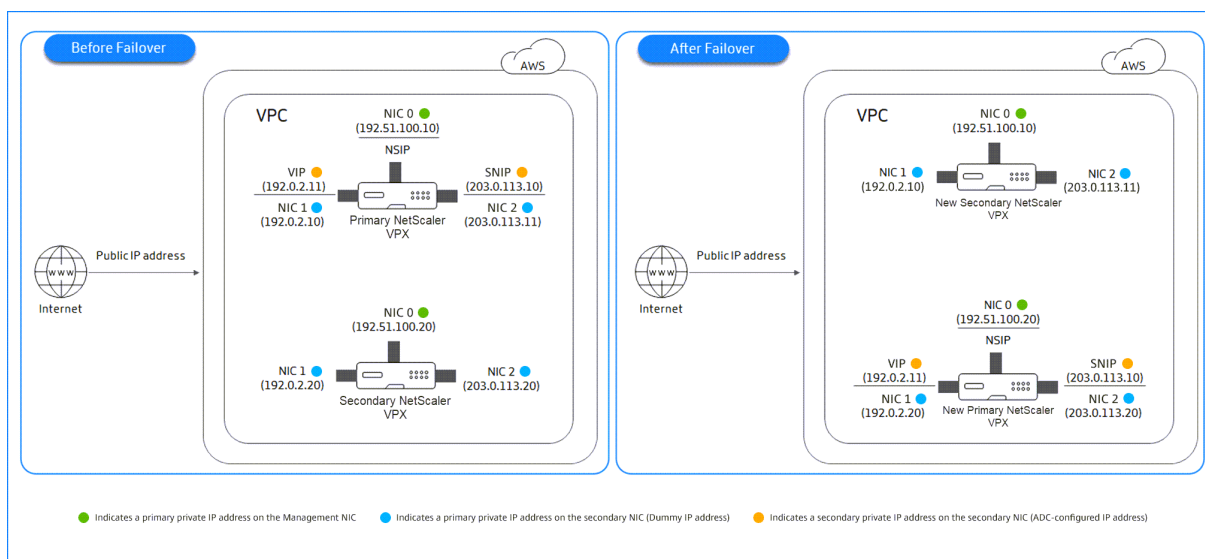 Before Failover
AWS
VPC
NIC 0
(192.51.100.10)
NSIP
VIP
(192.0.2.11)
NIC 1
(192.0.2.10)
SNIP
(203.0.113.10)
NIC 2
(203.0.113.11)
Primary NetScaler
VPX
Public IP address
www
Internet
NIC 0
(192.51.100.20)
NIC 1
(192.0.2.20)
NIC 2
(203.0.113.20)
Secondary NetScaler
VPX
After Failover
AWS
VPC
NIC 0
(192.51.100.10)
NIC 1
(192.0.2.10)
NIC 2
(203.0.113.11)
New Secondary NetScaler
VPX
Public IP address
www
Internet
NIC 0
(192.51.100.20)
NSIP
VIP
(192.0.2.11)
NIC 1
(192.0.2.20)
SNIP
(203.0.113.10)
NIC 2
(203.0.113.20)
New Primary NetScaler
VPX
Indicates a primary private IP address on the Management NIC
Indicates a primary private IP address on the secondary NIC (Dummy IP address)
Indicates a secondary private IP address on the secondary NIC (ADC-configured IP address)